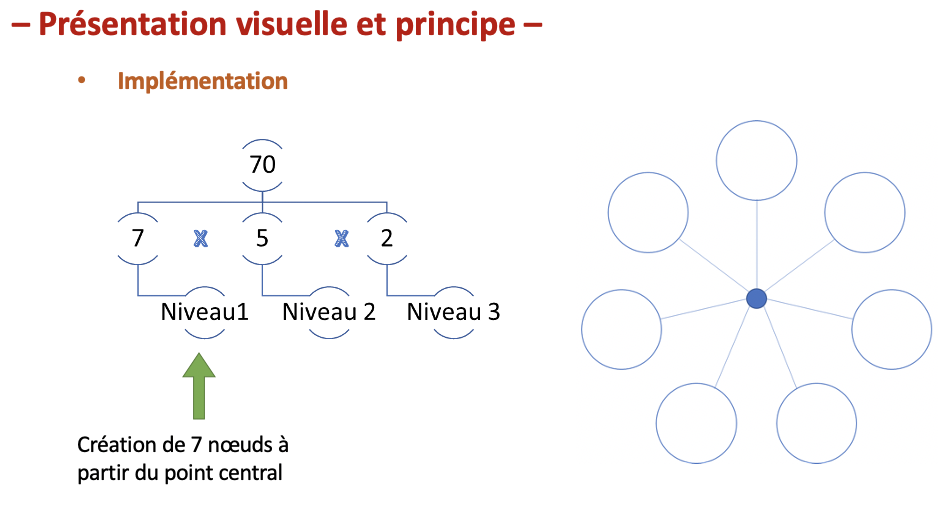 – Présentation visuelle et principe –
• Implémentation
70
7 X 5 X 2
Niveau1 Niveau 2 Niveau 3
Création de 7 nœuds à
partir du point central